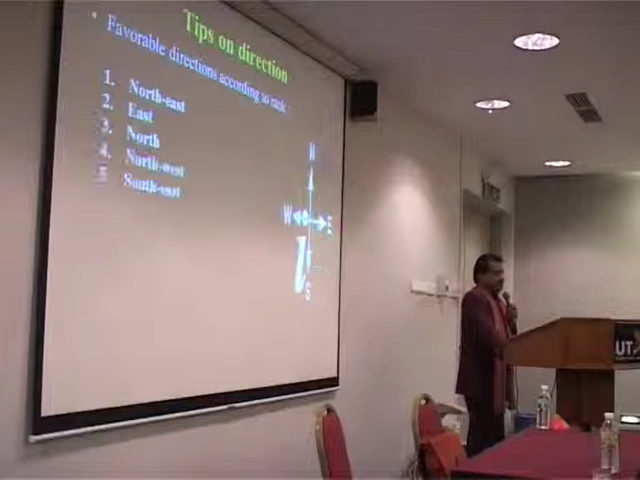 Tips on direction
• Favorable directions according to rank
1. North-east
2. East
3. North
4. North-west
5 South-east
N
W E
S
UT